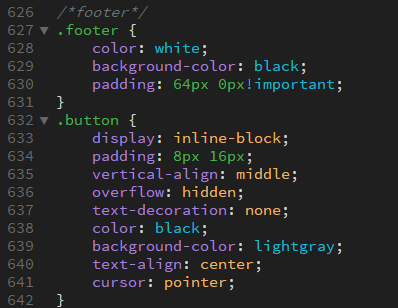 626 /*footer*/
627 ▼ .footer {
628     color: white;
629     background-color: black;
630     padding: 64px 0px!important;
631 }
632 ▼ .button {
633     display: inline-block;
634     padding: 8px 16px;
635     vertical-align: middle;
636     overflow: hidden;
637     text-decoration: none;
638     color: black;
639     background-color: lightgray;
640     text-align: center;
641     cursor: pointer;
642 }